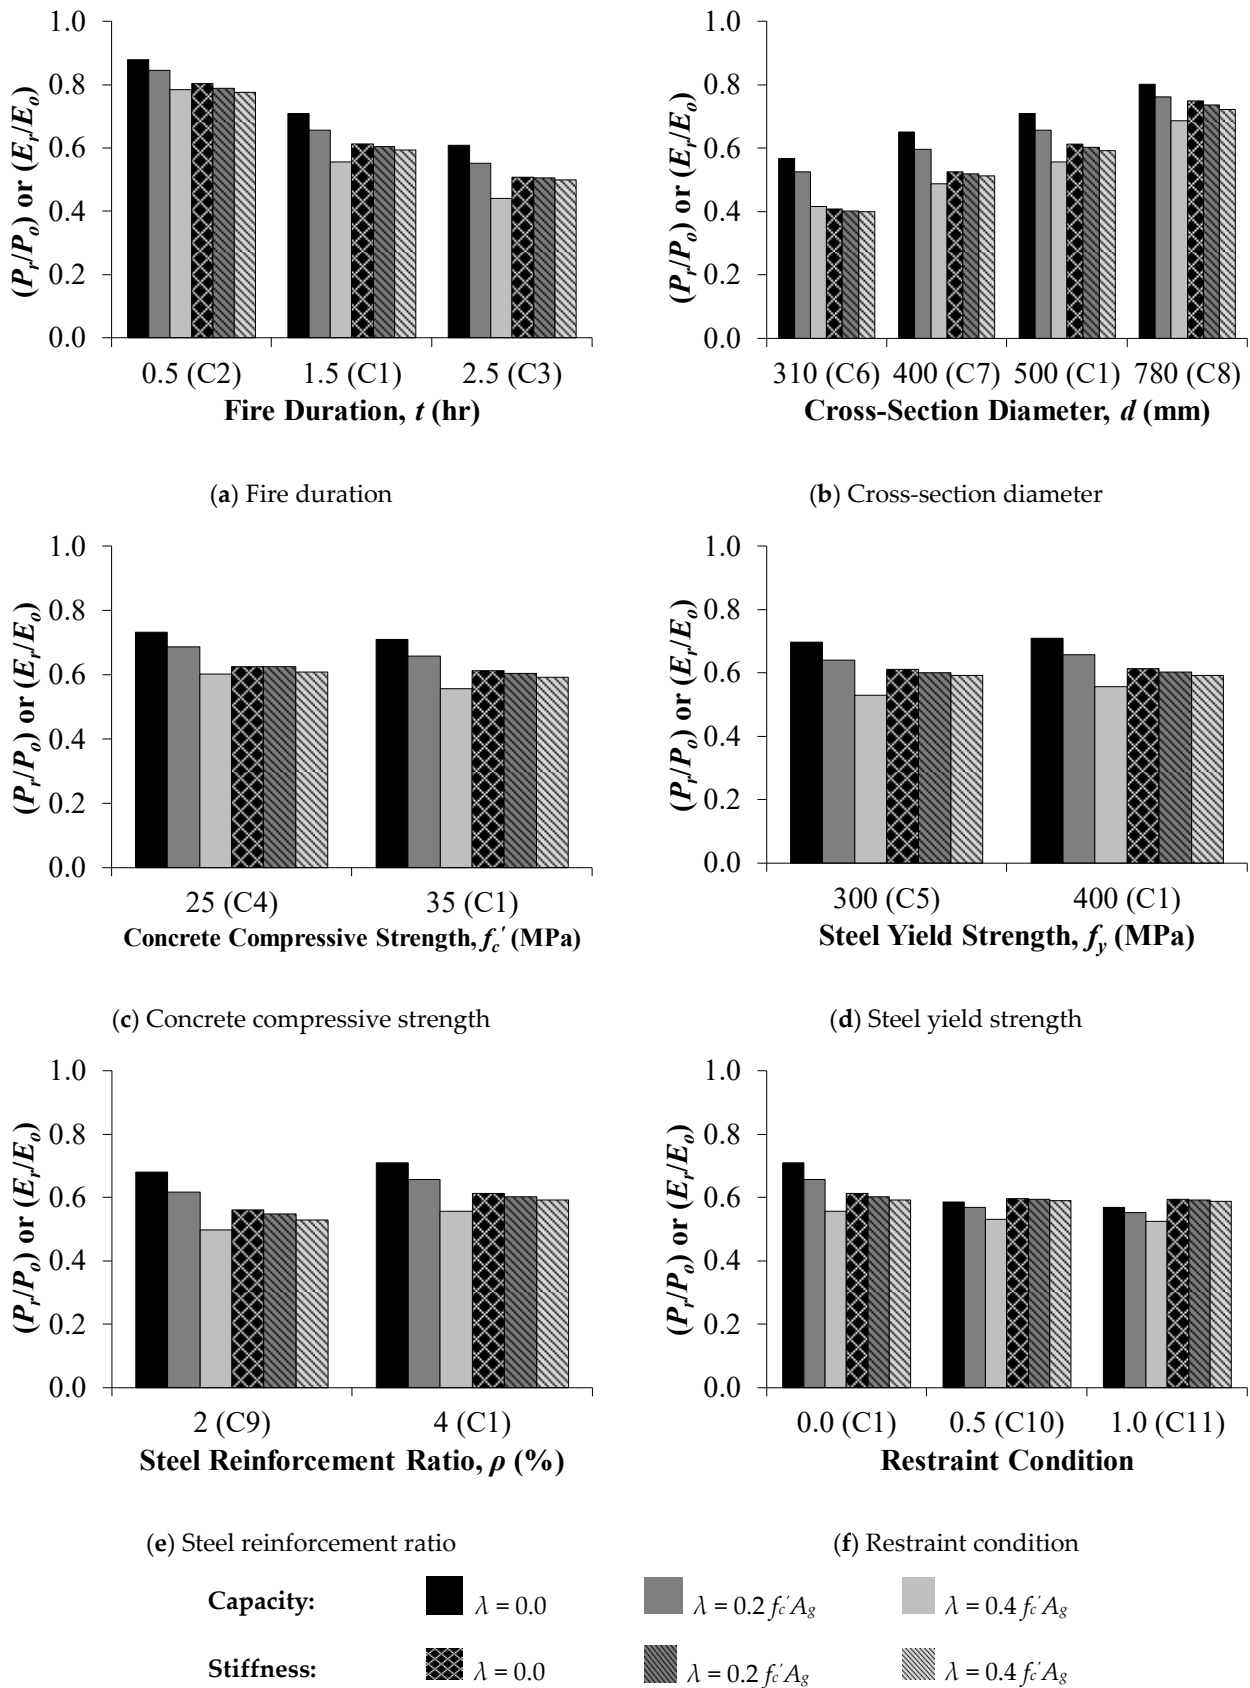 1.0
0.8
0.6
0.4
0.2
0.0
(Pr/Po) or (Er/Eo)
0.5 (C2) 1.5 (C1) 2.5 (C3)
Fire Duration, t (hr)
(a) Fire duration
1.0
0.8
0.6
0.4
0.2
0.0
(Pr/Po) or (Er/Eo)
310 (C6) 400 (C7) 500 (C1) 780 (C8)
Cross-Section Diameter, d (mm)
(b) Cross-section diameter
1.0
0.8
0.6
0.4
0.2
0.0
(Pr/Po) or (Er/Eo)
25 (C4) 35 (C1)
Concrete Compressive Strength, fc′ (MPa)
(c) Concrete compressive strength
1.0
0.8
0.6
0.4
0.2
0.0
(Pr/Po) or (Er/Eo)
300 (C5) 400 (C1)
Steel Yield Strength, fy (MPa)
(d) Steel yield strength
1.0
0.8
0.6
0.4
0.2
0.0
(Pr/Po) or (Er/Eo)
2 (C9) 4 (C1)
Steel Reinforcement Ratio, ρ (%)
(e) Steel reinforcement ratio
1.0
0.8
0.6
0.4
0.2
0.0
(Pr/Po) or (Er/Eo)
0.0 (C1) 0.5 (C10) 1.0 (C11)
Restraint Condition
(f) Restraint condition
Capacity: λ = 0.0 λ = 0.2 fc′Ag λ = 0.4 fc′Ag
Stiffness: λ = 0.0 λ = 0.2 fc′Ag λ = 0.4 fc′Ag